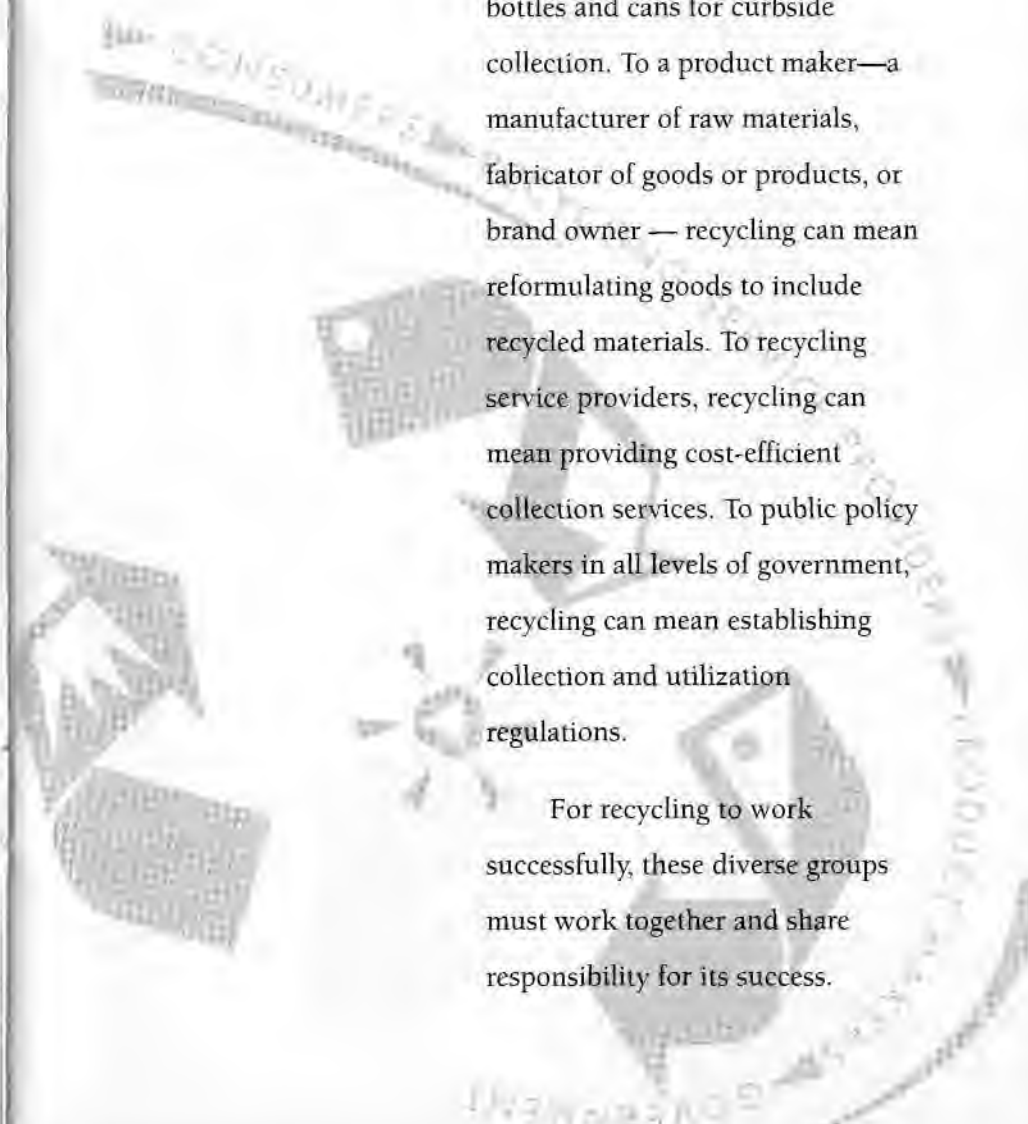 bottles and cans for curbside
collection. To a product maker—a
manufacturer of raw materials,
fabricator of goods or products, or
brand owner — recycling can mean
reformulating goods to include
recycled materials. To recycling
service providers, recycling can
mean providing cost-efficient
collection services. To public policy
makers in all levels of government,
recycling can mean establishing
collection and utilization
regulations.
For recycling to work
successfully, these diverse groups
must work together and share
responsibility for its success.